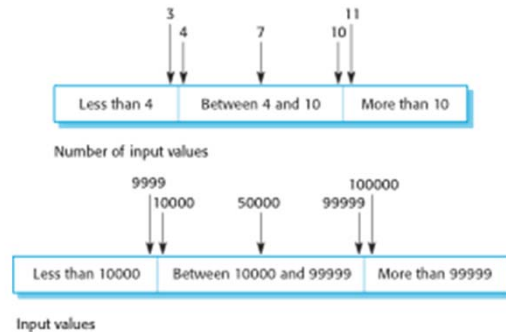 3 11
4 7 10
Less than 4 Between 4 and 10 More than 10
Number of input values
9999 100000
10000 50000 99999
Less than 10000 Between 10000 and 99999 More than 99999
Input values